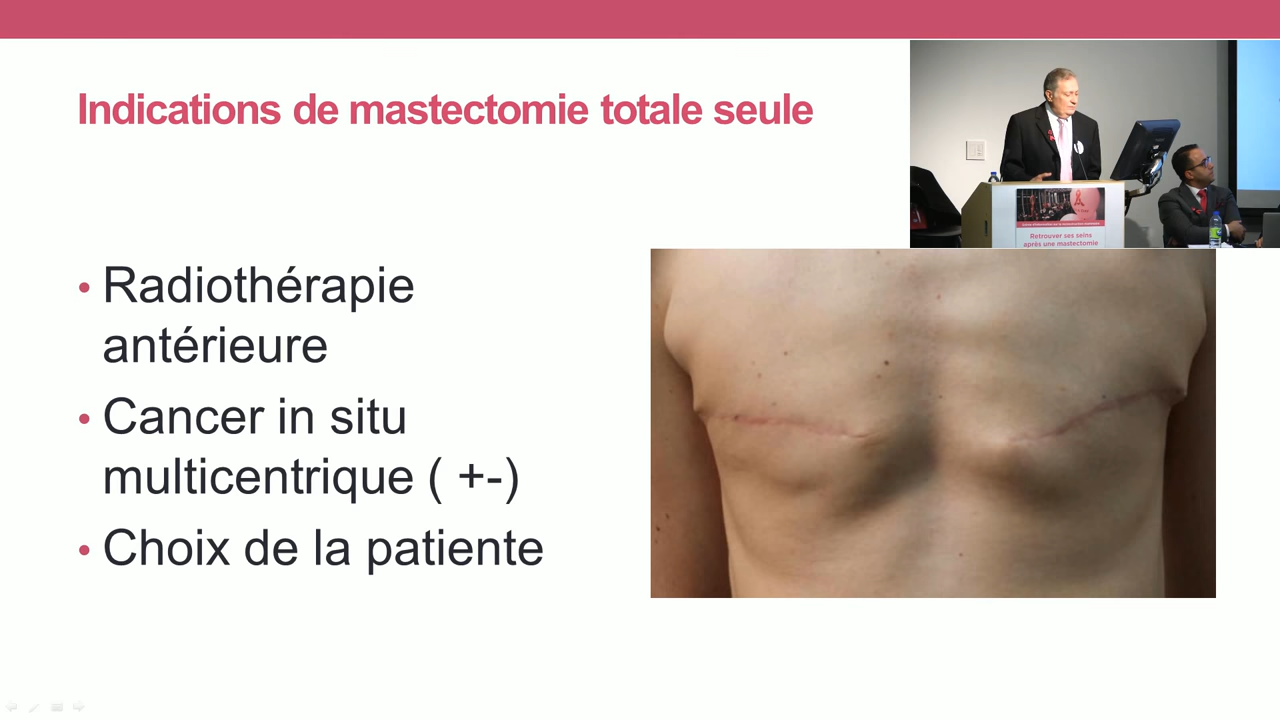 Indications de mastectomie totale seule
• Radiothérapie
antérieure
• Cancer in situ
multicentrique ( +-)
• Choix de la patiente
Retrouver ses seins
après une mastectomie